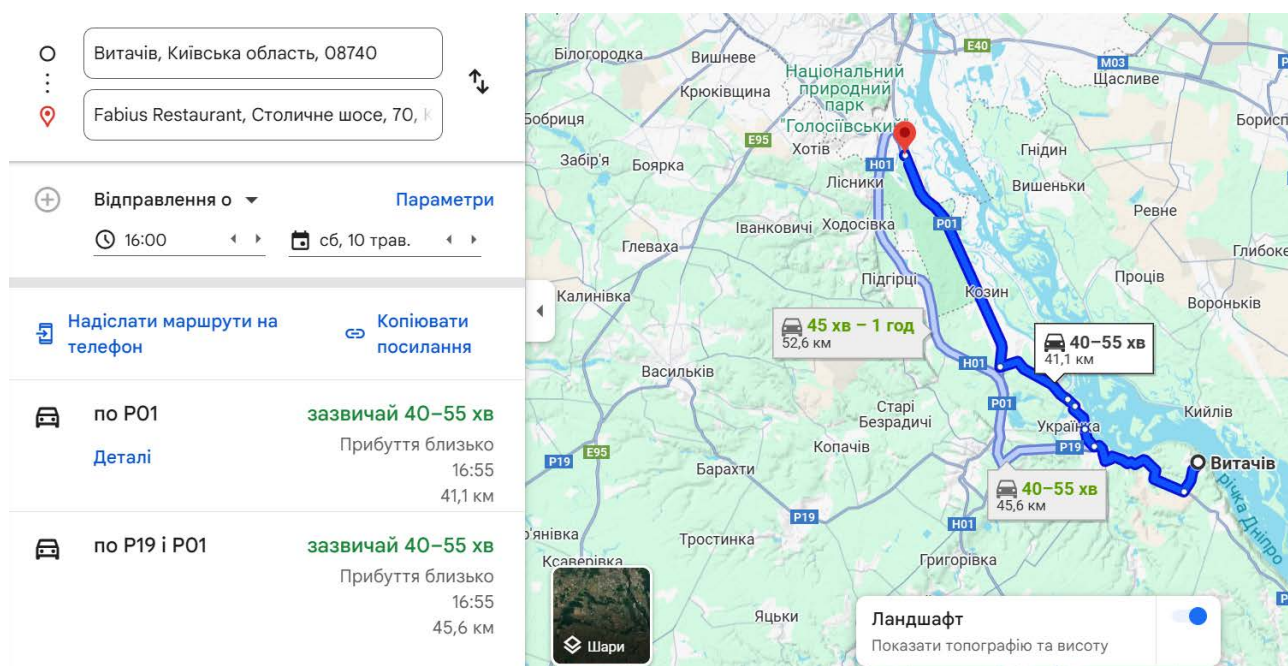 Витачів, Київська область, 08740
Fabius Restaurant, Столичне шосе, 70,
Відправлення о
Параметри
16:00
сб, 10 трав.
Надіслати маршрути на
телефон
Копіювати
посилання
по P01
зазвичай 40–55 хв
Деталі
Прибуття близько
16:55
41,1 км
по P19 і P01
зазвичай 40–55 хв
Прибуття близько
16:55
45,6 км
Білогородка
Вишневе
E40
M03
Щасливе
Національний
природний
парк
"Голосіївський"
Крюківщина
Бобриця
E95
Хотів
Гнідин
Забір'я
Боярка
H01
Лісники
Вишеньки
Ревне
Іванковичі
Ходосівка
P01
Глеваха
Підгірці
Проців
Козин
Калинівка
Вороньків
45 хв – 1 год
52,6 км
40–55 хв
41,1 км
H01
Васильків
P01
Старі
Безрадичі
Кийлів
Українка
Копачів
P19
E95
P19
Барахти
Витачів
40–55 хв
45,6 км
річка Дніпро
P19
H01
Тростинка
Ксаверівка
Григорівка
Яцьки
Шари
Ландшафт
Показати топографію та висоту